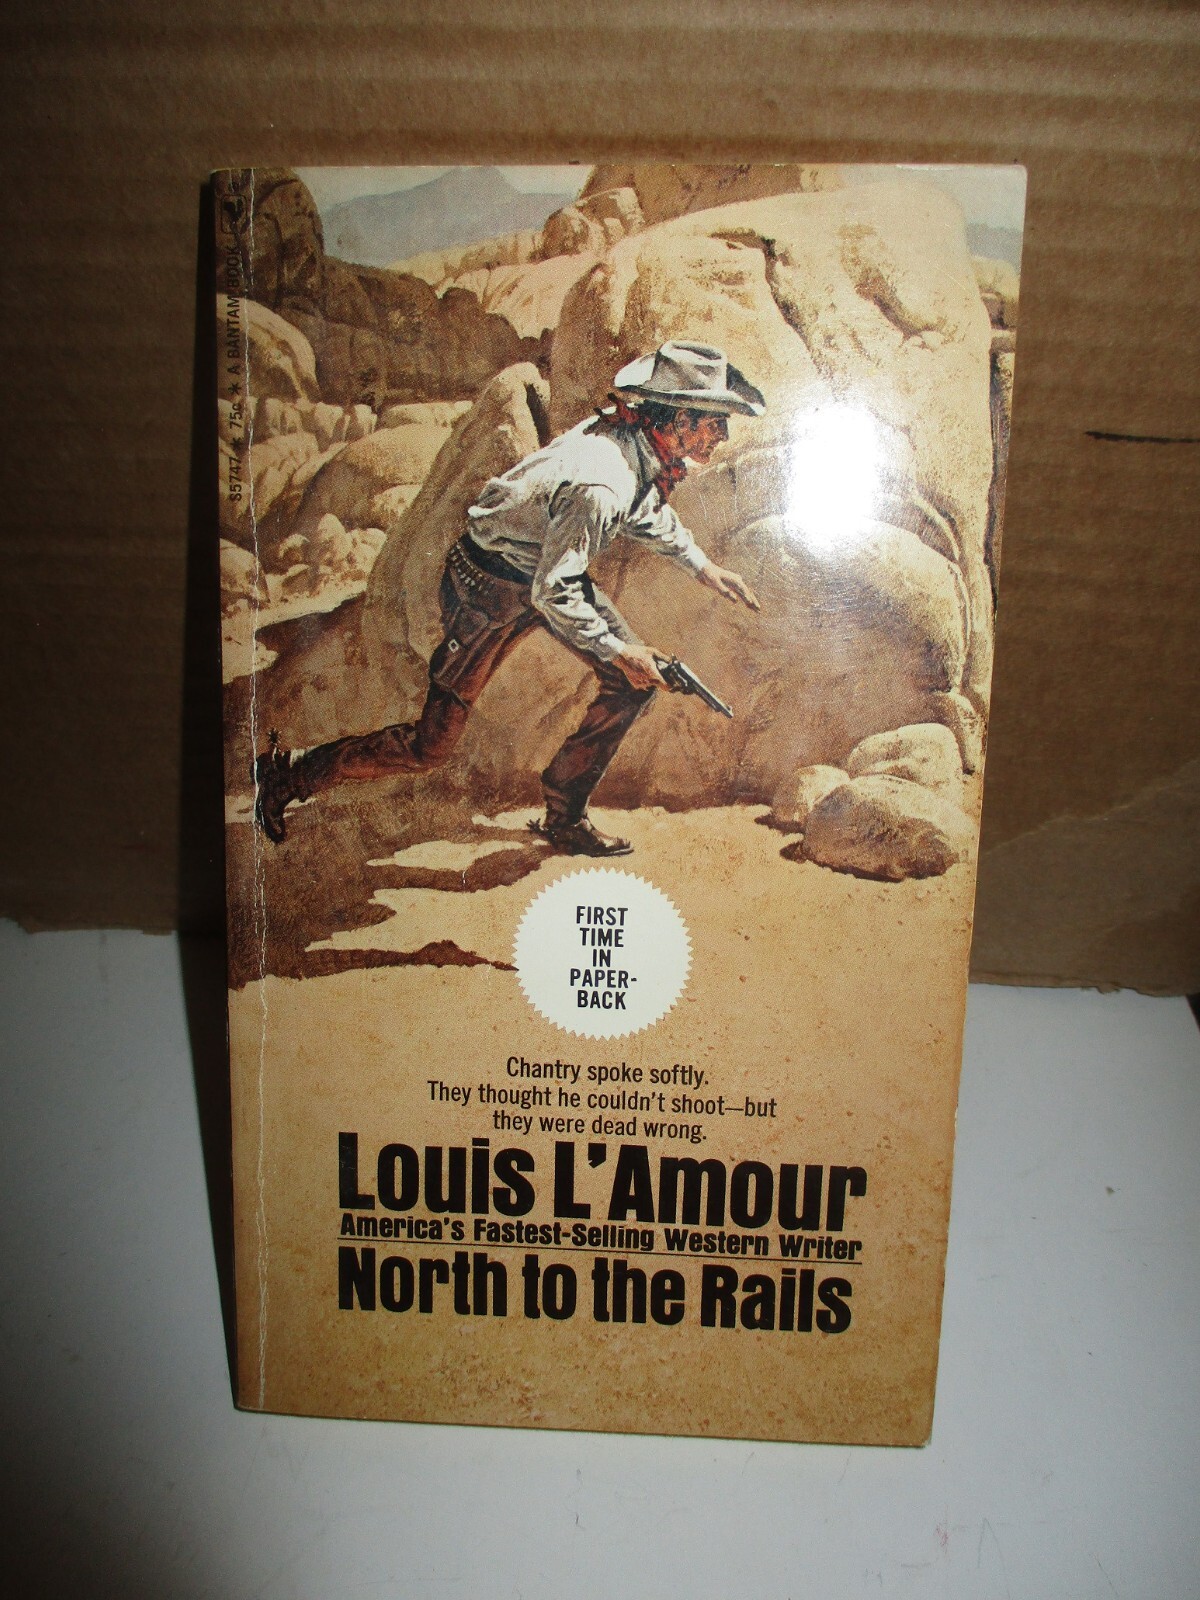 S5747 * 75¢ * A BANTAM BOOK
FIRST
TIME
IN
PAPER-
BACK
Chantry spoke softly.
They thought he couldn't shoot—but
they were dead wrong.
Louis L'Amour
America's Fastest-Selling Western Writer
North to the Rails